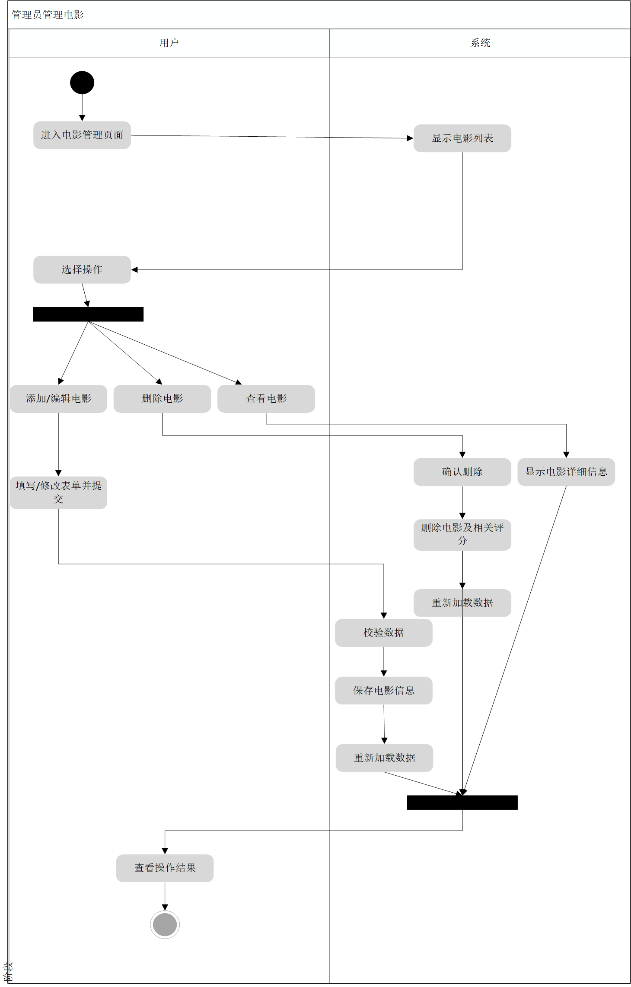 管理员管理电影
用户
系统
进入电影管理页面
显示电影列表
选择操作
添加/编辑电影
删除电影
查看电影
填写/修改表单并提
交
确认删除
显示电影详细信息
删除电影及相关评
分
重新加载数据
校验数据
保存电影信息
重新加载数据
查看操作结果
阶段